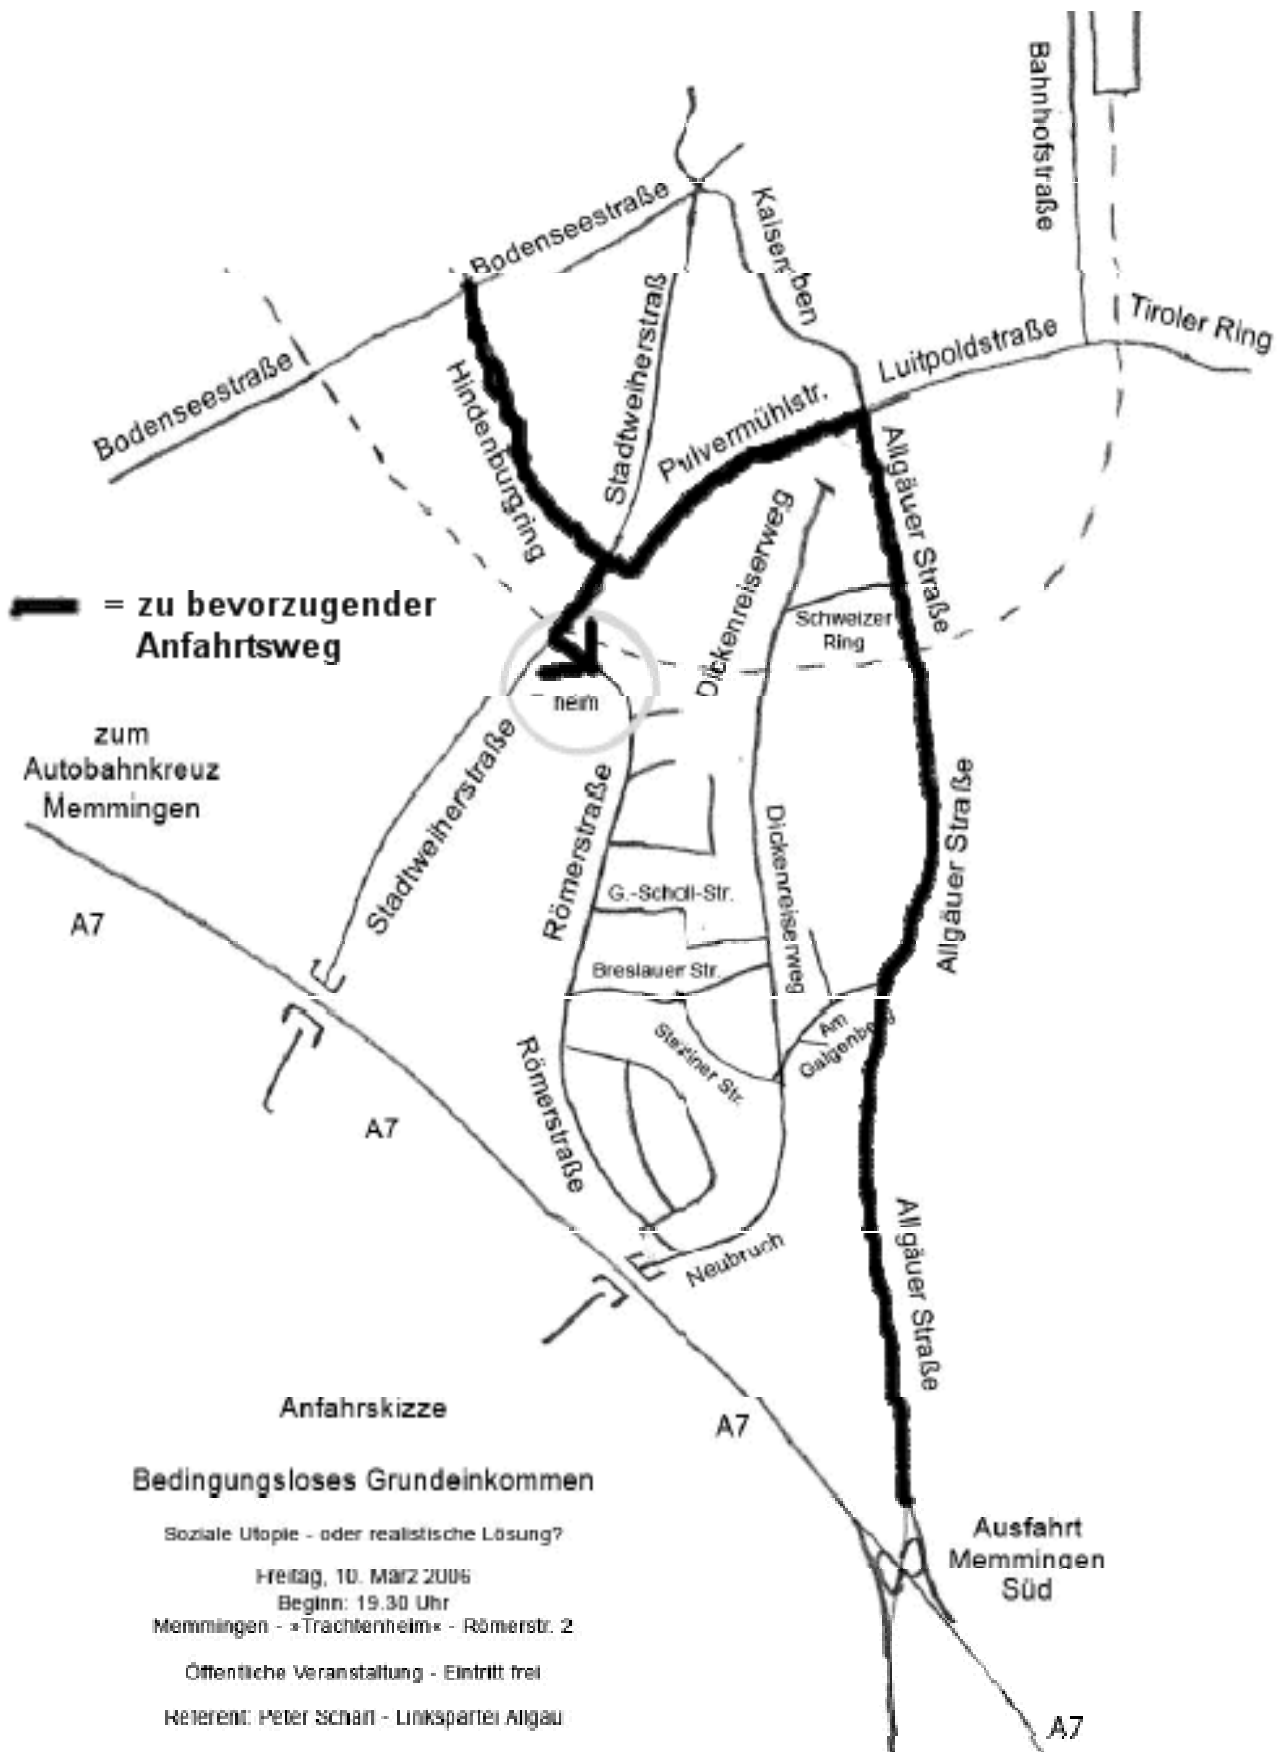 Bahnhofstraße
Bodenseestraße
Tiroler Ring
Luitpoldstraße
Stadtweiherstraß
Bodenseestraße
Hindenburgring
Pulvermühlstr.
Allgäuer Straße
Dickenreiserweg
Schweizer
Ring
= zu bevorzugender
Anfahrtsweg
heim
zum
Autobahnkreuz
Memmingen
Stadtweiherstraße
Römerstraße
Dickenreiserweg
Allgäuer Straße
G.-Scholl-Str.
A7
Breslauer Str.
Am
Galgenberg
Stettiner Str.
Römerstraße
A7
Allgäuer Straße
Neubruch
Anfahrskizze
A7
Bedingungsloses Grundeinkommen
Soziale Utopie - oder realistische Lösung?
Freitag, 10. März 2006
Beginn: 19.30 Uhr
Memmingen - »Trachtenheim« - Römerstr. 2
Öffentliche Veranstaltung - Eintritt frei
Referent: Peter Scharf - Linkspartei Allgäu
Ausfahrt
Memmingen
Süd
A7